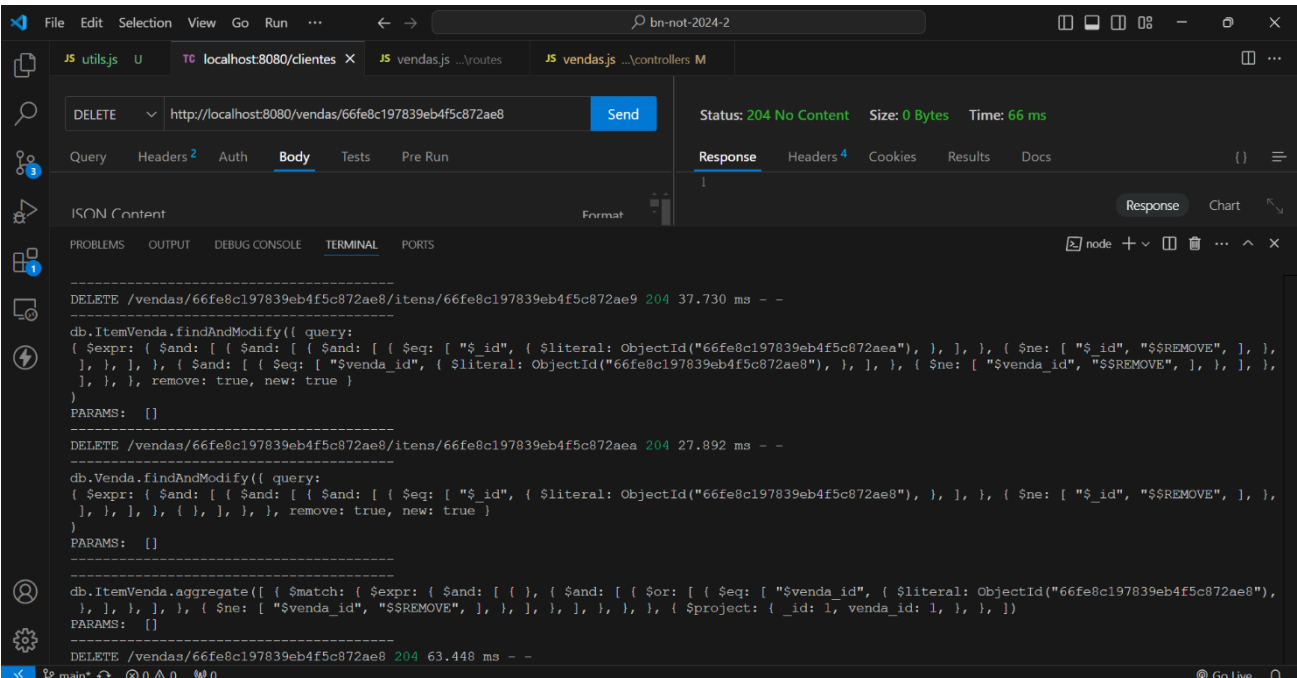 File Edit Selection View Go Run ··· ← → bn-not-2024-2
JS utils.js U TC localhost:8080/clientes × JS vendas.js ...\routes JS vendas.js ...\controllers M ···
DELETE http://localhost:8080/vendas/66fe8c197839eb4f5c872ae8 Send
Status: 204 No Content Size: 0 Bytes Time: 66 ms
Query Headers 2 Auth Body Tests Pre Run
Response Headers 4 Cookies Results Docs { }
1
JSON Content Format
Response Chart
3
1
PROBLEMS OUTPUT DEBUG CONSOLE TERMINAL PORTS node ···
----------------------------------------
DELETE /vendas/66fe8c197839eb4f5c872ae8/itens/66fe8c197839eb4f5c872ae9 204 37.730 ms - -
----------------------------------------
db.ItemVenda.findAndModify({ query:
{ $expr: { $and: [ { $and: [ { $and: [ { $eq: [ "$_id", { $literal: ObjectId("66fe8c197839eb4f5c872aea"), }, ], }, { $ne: [ "$_id", "$$REMOVE", ], },
], }, ], }, { $and: [ { $eq: [ "$venda_id", { $literal: ObjectId("66fe8c197839eb4f5c872ae8"), }, ], }, { $ne: [ "$venda_id", "$$REMOVE", ], }, ], },
], }, }, remove: true, new: true }
)
PARAMS: []
----------------------------------------
DELETE /vendas/66fe8c197839eb4f5c872ae8/itens/66fe8c197839eb4f5c872aea 204 27.892 ms - -
----------------------------------------
db.Venda.findAndModify({ query:
{ $expr: { $and: [ { $and: [ { $and: [ { $eq: [ "$_id", { $literal: ObjectId("66fe8c197839eb4f5c872ae8"), }, ], }, { $ne: [ "$_id", "$$REMOVE", ], },
], }, ], }, { }, ], }, }, remove: true, new: true }
)
PARAMS: []
----------------------------------------
----------------------------------------
db.ItemVenda.aggregate([ { $match: { $expr: { $and: [ { }, { $and: [ { $or: [ { $eq: [ "$venda_id", { $literal: ObjectId("66fe8c197839eb4f5c872ae8"),
}, ], }, ], }, { $ne: [ "$venda_id", "$$REMOVE", ], }, ], }, ], }, }, }, { $project: { _id: 1, venda_id: 1, }, }, ])
PARAMS: []
----------------------------------------
DELETE /vendas/66fe8c197839eb4f5c872ae8 204 63.448 ms - -
main* 0 0 0 Go Live